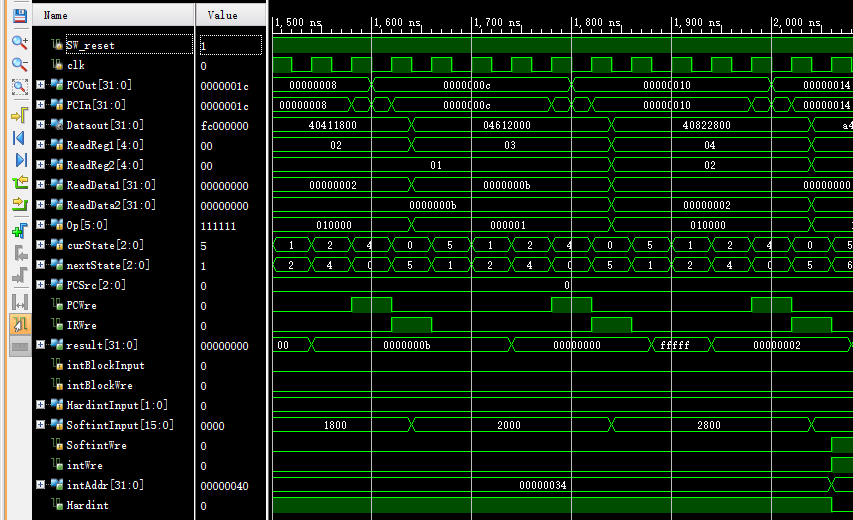 Name Value 1,500 ns 1,600 ns 1,700 ns 1,800 ns 1,900 ns 2,000 ns
SW_reset 1
clk 0
PCOut[31:0] 0000001c 00000008 0000000c 00000010 00000014
PCIn[31:0] 0000001c 00000008 0000000c 00000010 00000014
Dataout[31:0] fc000000 40411800 04612000 40822800 a4
ReadReg1[4:0] 00 02 03 04
ReadReg2[4:0] 00 01 02
ReadData1[31:0] 00000000 00000002 0000000b 00000000
ReadData2[31:0] 00000000 0000000b 00000002
Op[5:0] 111111 010000 000001 010000
curState[2:0] 5 1 2 4 0 5 1 2 4 0 5 1 2 4 0 5
nextState[2:0] 1 2 4 0 5 1 2 4 0 5 1 2 4 0 5 6
PCSrc[2:0] 0 0
PCWre 0
IRWre 0
result[31:0] 00000000 00 0000000b 00000000 fffff 00000002
intBlockInput 0
intBlockWre 0
HardintInput[1:0] 0
SoftintInput[15:0] 0000 1800 2000 2800
SoftintWre 0
intWre 0
intAddr[31:0] 00000040 00000034
Hardint 0